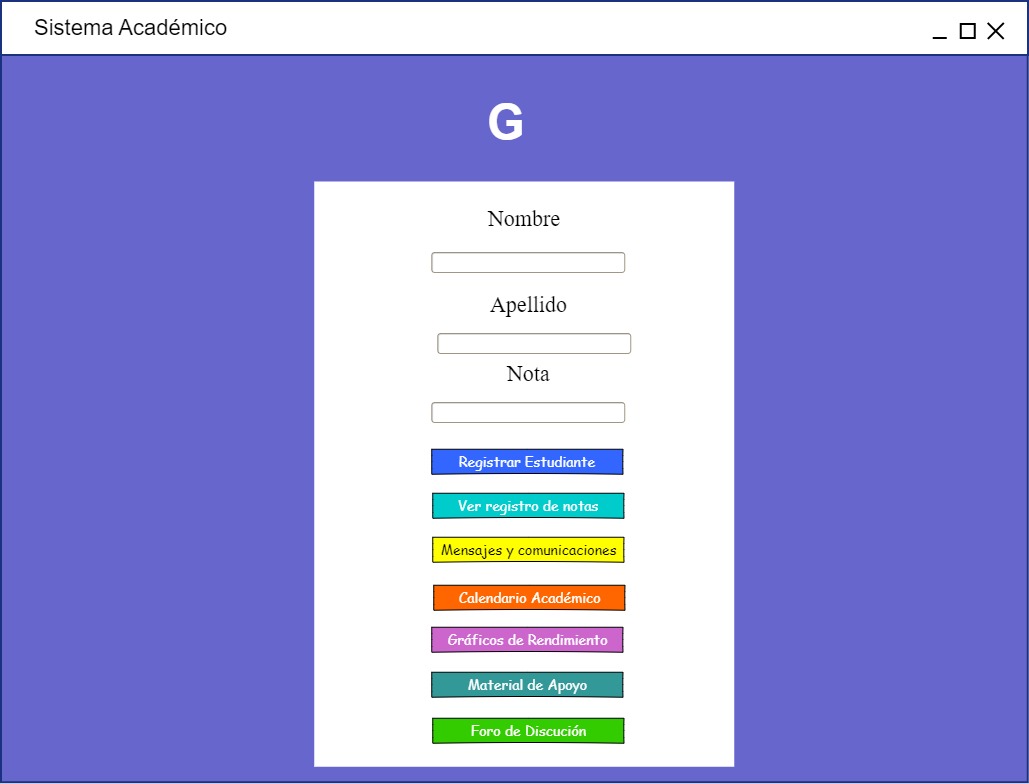 Sistema Académico
G
Nombre
Apellido
Nota
Registrar Estudiante
Ver registro de notas
Mensajes y comunicaciones
Calendario Académico
Gráficos de Rendimiento
Material de Apoyo
Foro de Discución